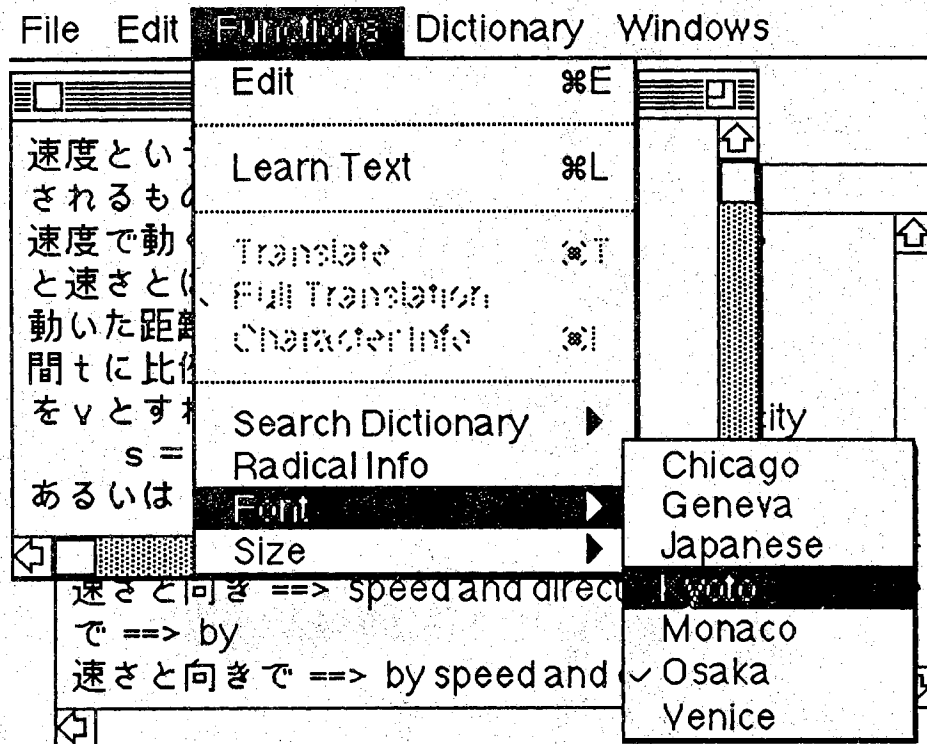 File Edit Functions Dictionary Windows
Edit ⌘E
Learn Text ⌘L
Translate ⌘T
Full Translation
Character Info ⌘I
Search Dictionary ▶
Radical Info
Font ▶
Size ▶
Chicago
Geneva
Japanese
Kyoto
Monaco
✓ Osaka
Venice
速度とい
されるも
速度で動
と速さと
動いた距
間tに比
をvとす
s =
あるいは
ity
速さと向き ==> speed and direc
で ==> by
速さと向きで ==> by speed and